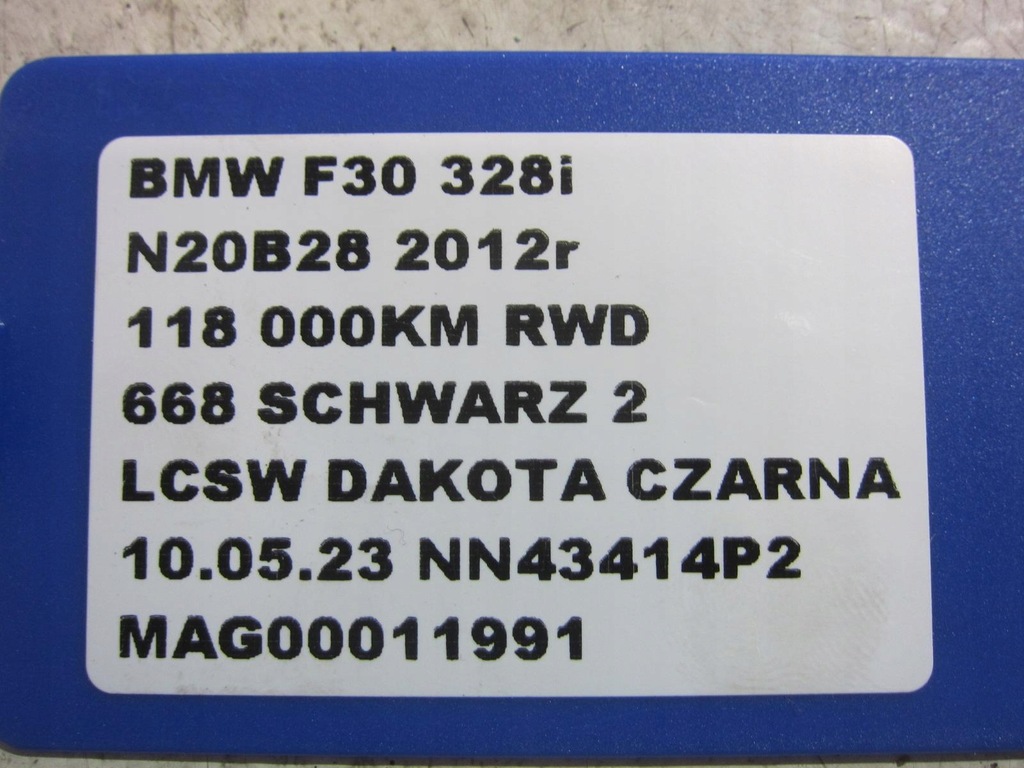 BMW F30 328i
N20B28 2012r
118 000KM RWD
668 SCHWARZ 2
LCSW DAKOTA CZARNA
10.05.23 NN43414P2
MAG00011991